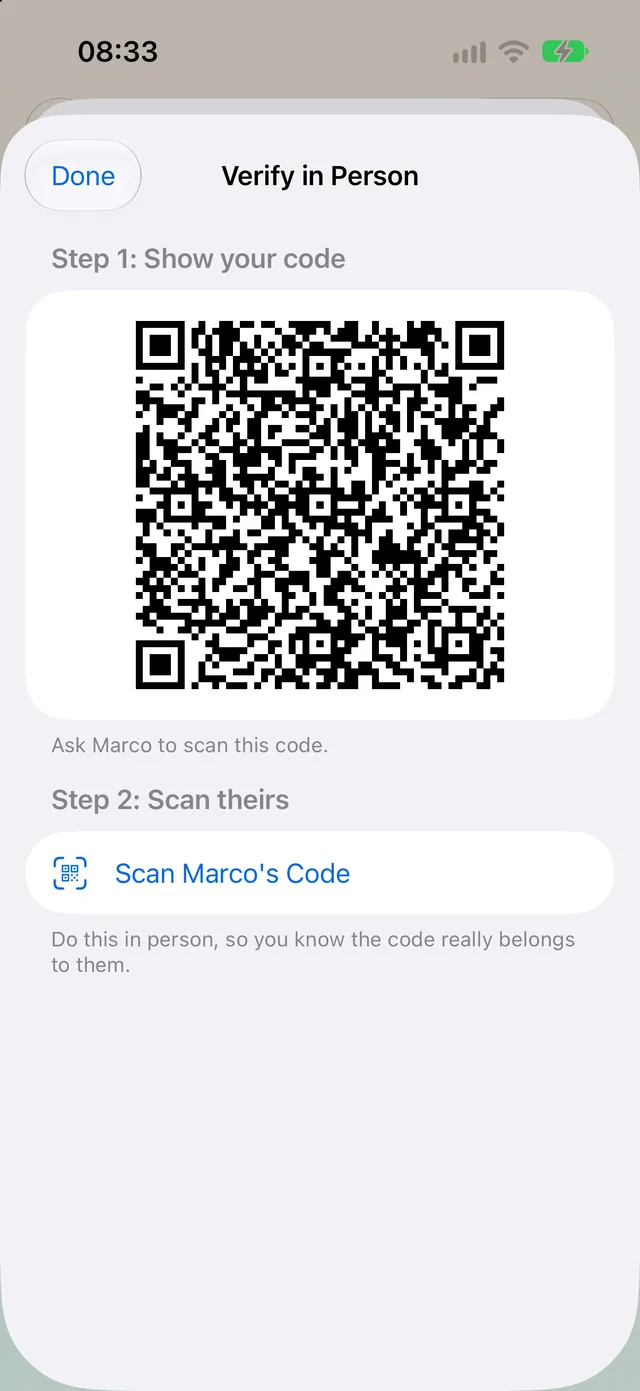 08:33
Done
Verify in Person
Step 1: Show your code
Ask Marco to scan this code.
Step 2: Scan theirs
Scan Marco's Code
Do this in person, so you know the code really belongs
to them.